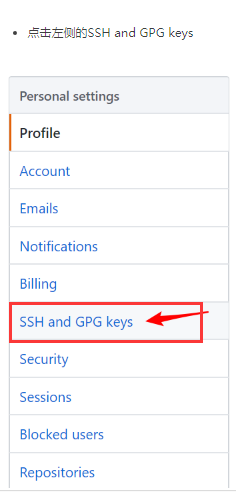 点击左侧的SSH and GPG keys
Personal settings
Profile
Account
Emails
Notifications
Billing
SSH and GPG keys
Security
Sessions
Blocked users
Repositories